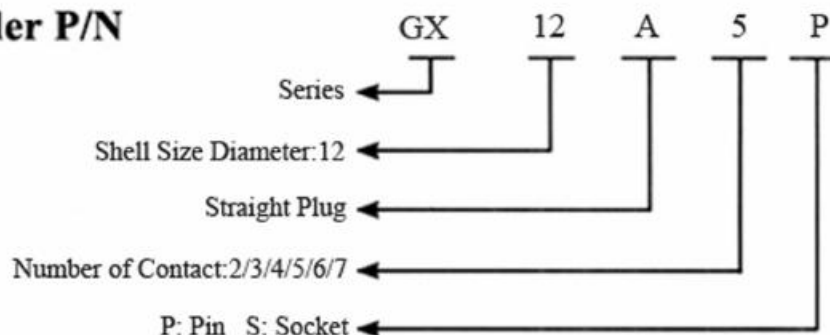 P/N
GX 12 A 5 P
Series
Shell Size Diameter:12
Straight Plug
Number of Contact:2/3/4/5/6/7
P: Pin S: Socket